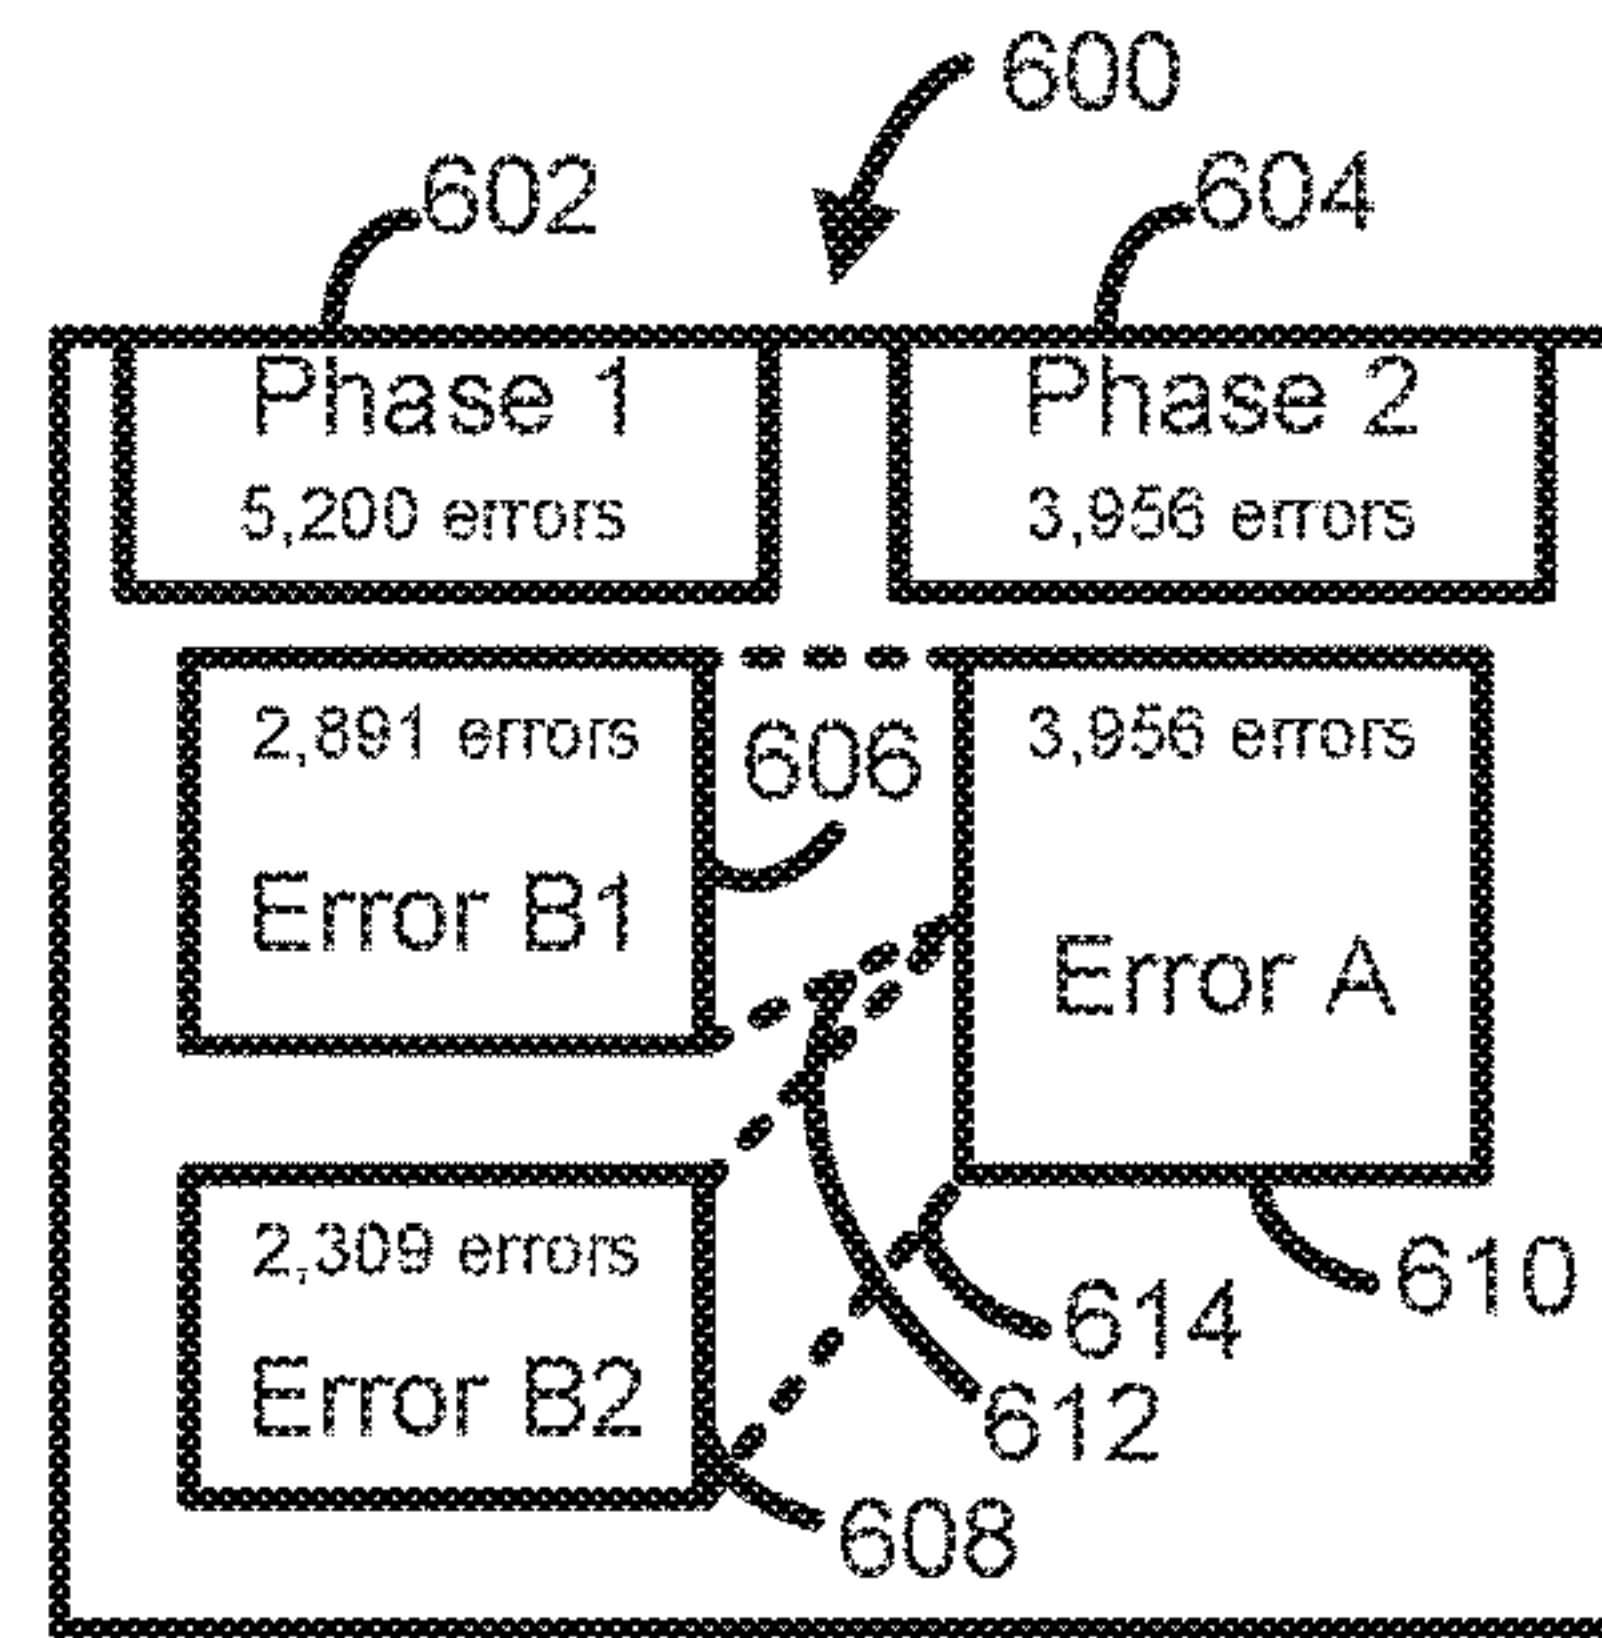 600
602
604
Phase 1
5,200 errors
Phase 2
3,956 errors
2,891 errors
Error B1
606
3,956 errors
Error A
2,309 errors
Error B2
610
614
612
608